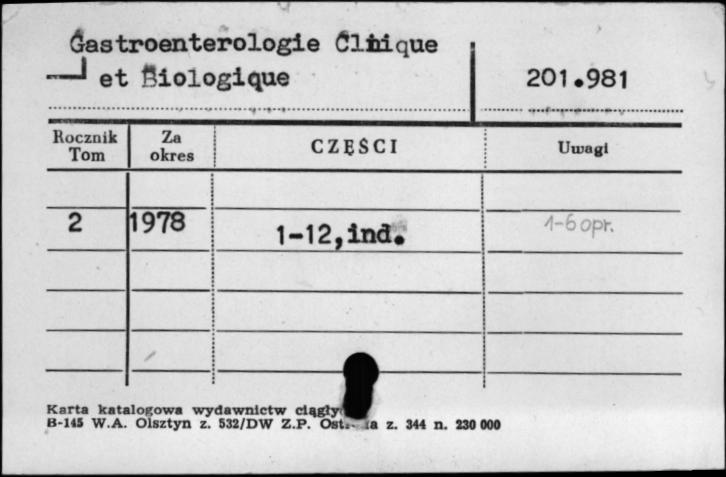 Gastroenterologie Clinique
et Biologique
201.981
Rocznik Tom
Za okres
CZĘŚCI
Uwagi
2 1978 1-12,ind. 1-6 opr.
Karta katalogowa wydawnictw
B-145 W.A. Olsztyn z. 532/DW Z.P. z. 344 n. 230 000